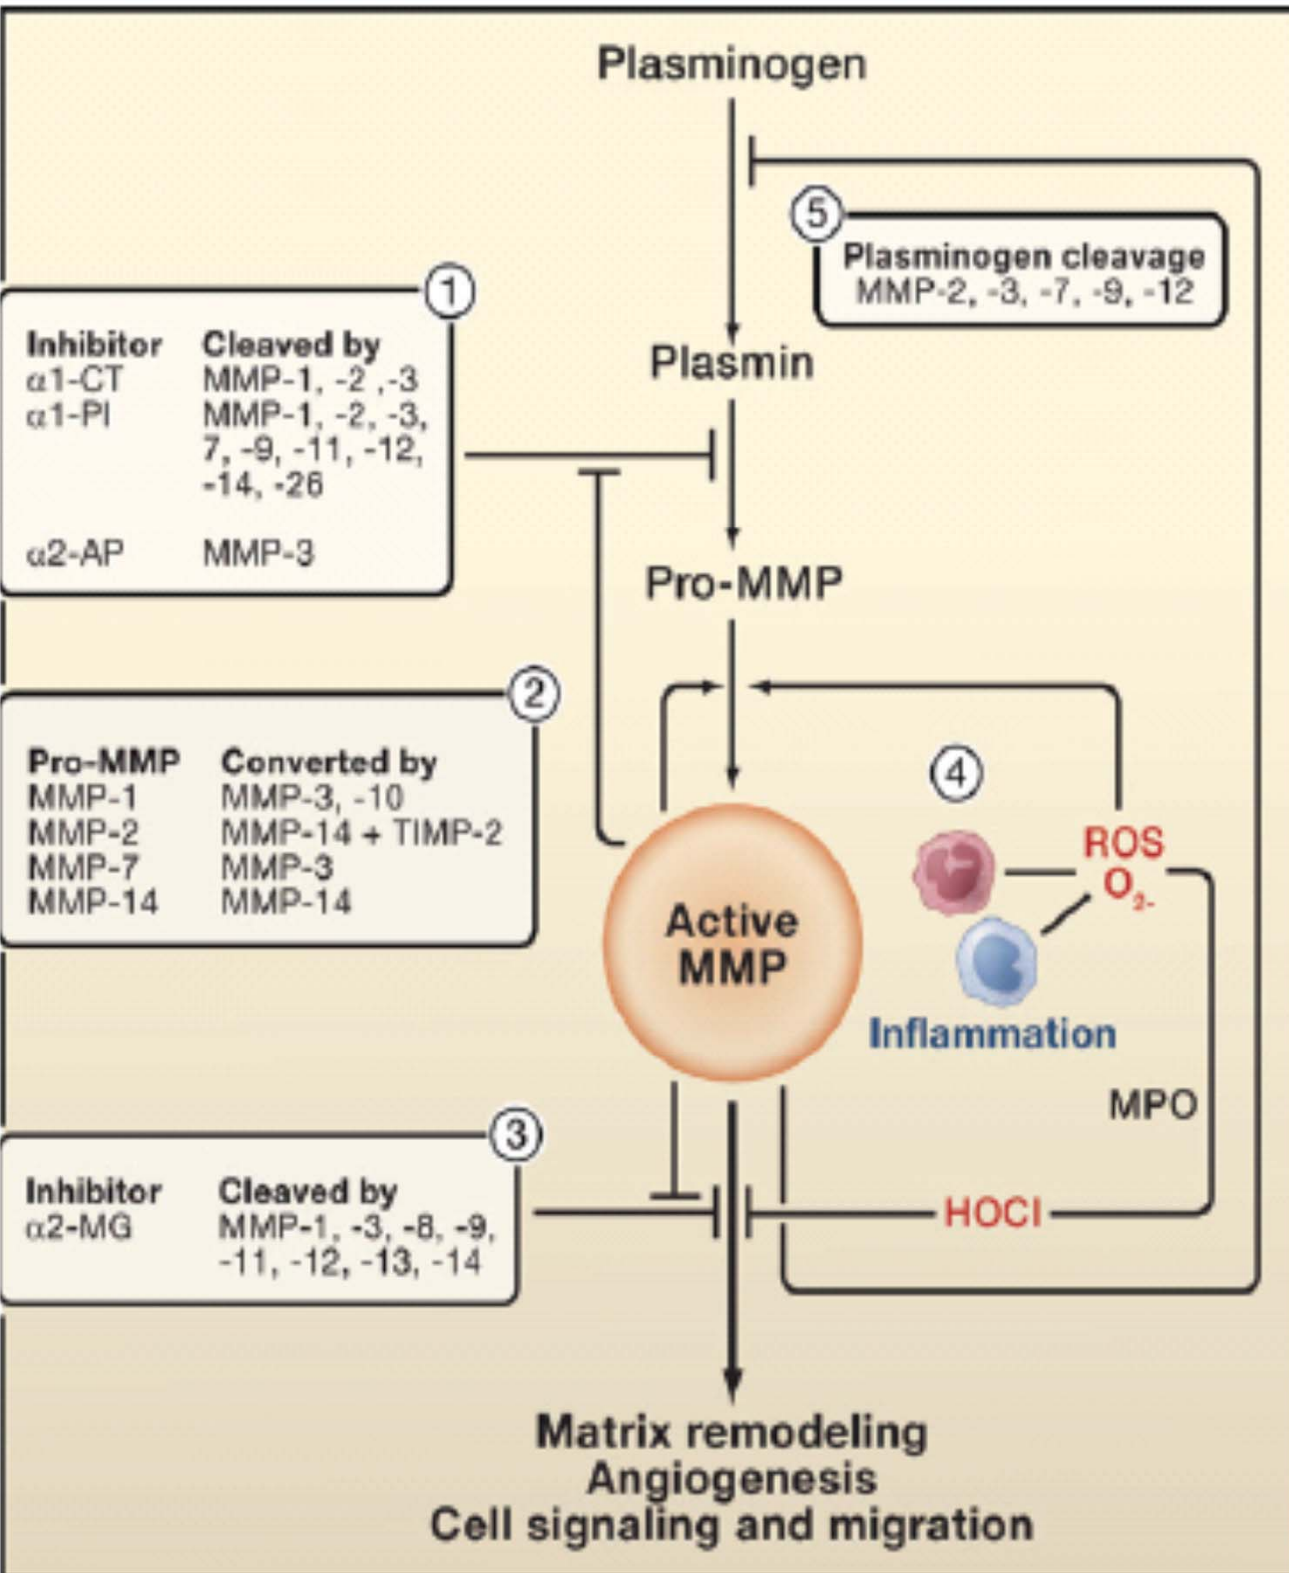 Plasminogen
5
Plasminogen cleavage
MMP-2, -3, -7, -9, -12
1
Inhibitor Cleaved by
α1-CT MMP-1, -2 ,-3
α1-PI MMP-1, -2, -3,
7, -9, -11, -12,
-14, -26
α2-AP MMP-3
Plasmin
Pro-MMP
2
Pro-MMP Converted by
MMP-1 MMP-3, -10
MMP-2 MMP-14 + TIMP-2
MMP-7 MMP-3
MMP-14 MMP-14
4
ROS
O2-
Active
MMP
Inflammation
MPO
3
Inhibitor Cleaved by
α2-MG MMP-1, -3, -8, -9,
-11, -12, -13, -14
HOCl
Matrix remodeling
Angiogenesis
Cell signaling and migration